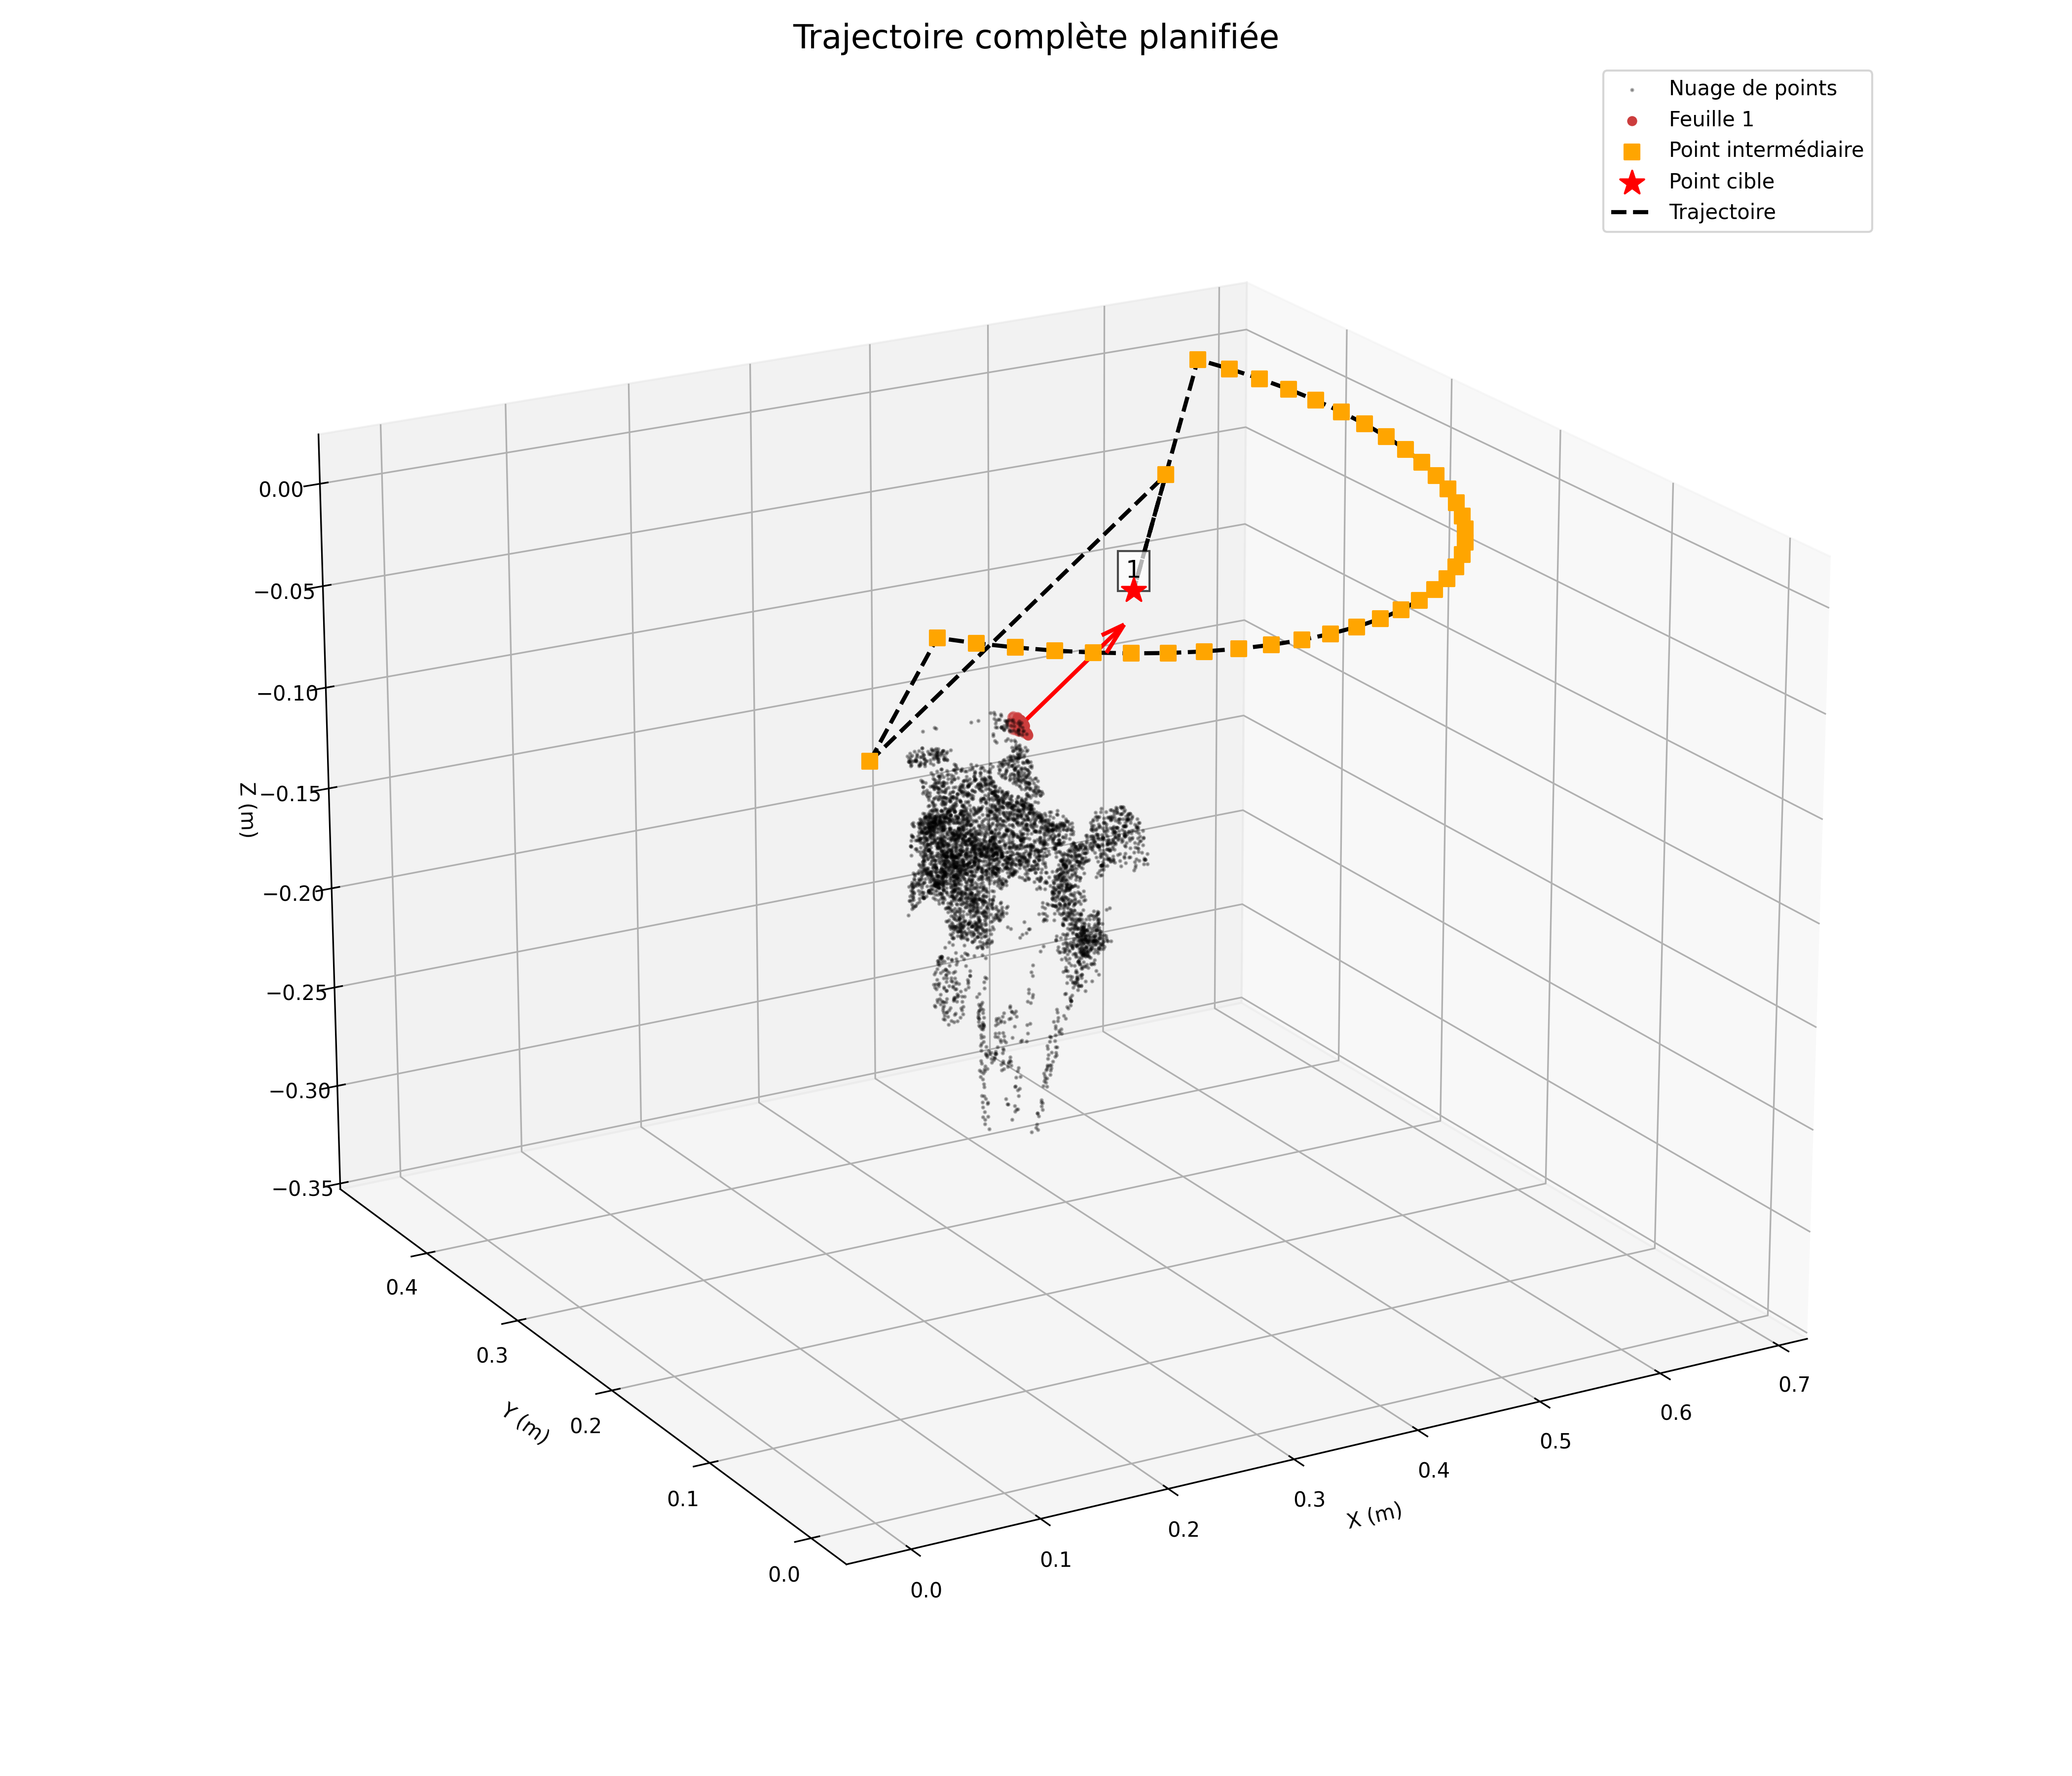 Trajectoire complète planifiée
Nuage de points
Feuille 1
Point intermédiaire
Point cible
Trajectoire
1
0.00
−0.05
−0.10
−0.15
−0.20
−0.25
−0.30
−0.35
Z (m)
0.4
0.3
0.2
0.1
0.0
Y (m)
0.0
0.1
0.2
0.3
0.4
0.5
0.6
0.7
X (m)